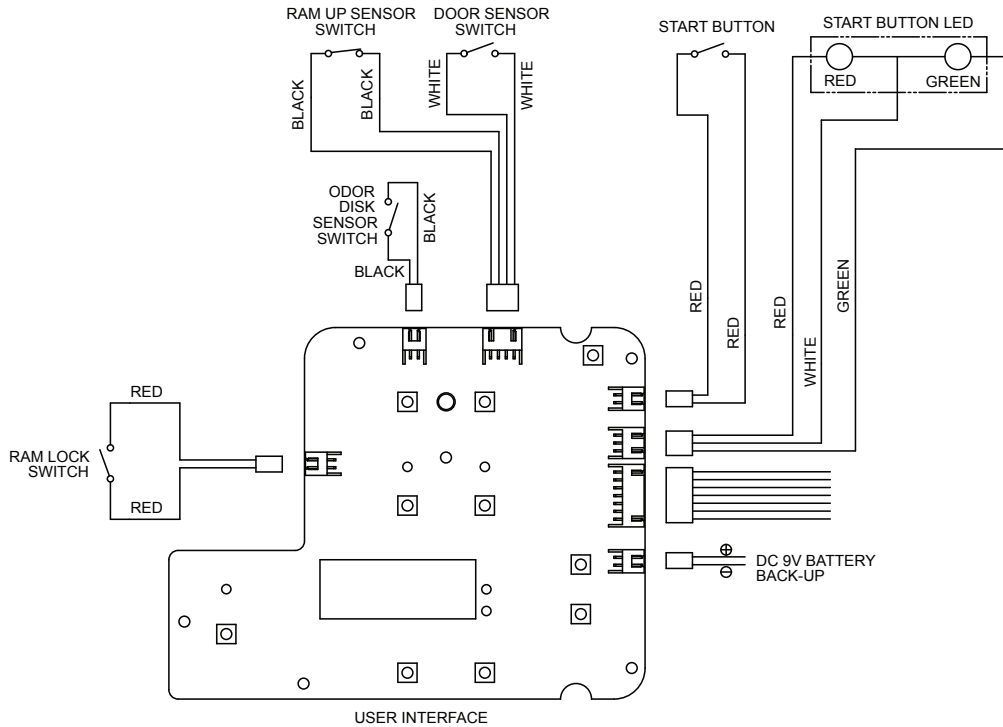 RAM UP SENSOR
SWITCH
DOOR SENSOR
SWITCH
START BUTTON
START BUTTON LED
RED
GREEN
BLACK
BLACK
WHITE
WHITE
ODOR
DISK
SENSOR
SWITCH
BLACK
BLACK
RED
RED
RED
WHITE
GREEN
RED
RAM LOCK
SWITCH
RED
+
DC 9V BATTERY
BACK-UP
−
USER INTERFACE